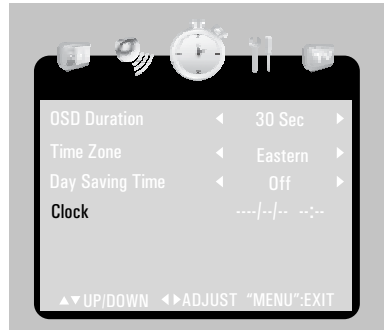 OSD Duration ◀ 30 Sec ▶
Time Zone ◀ Eastern ▶
Day Saving Time ◀ Off ▶
Clock ----/--/-- --:--
▲▼UP/DOWN ◀▶ADJUST "MENU":EXIT